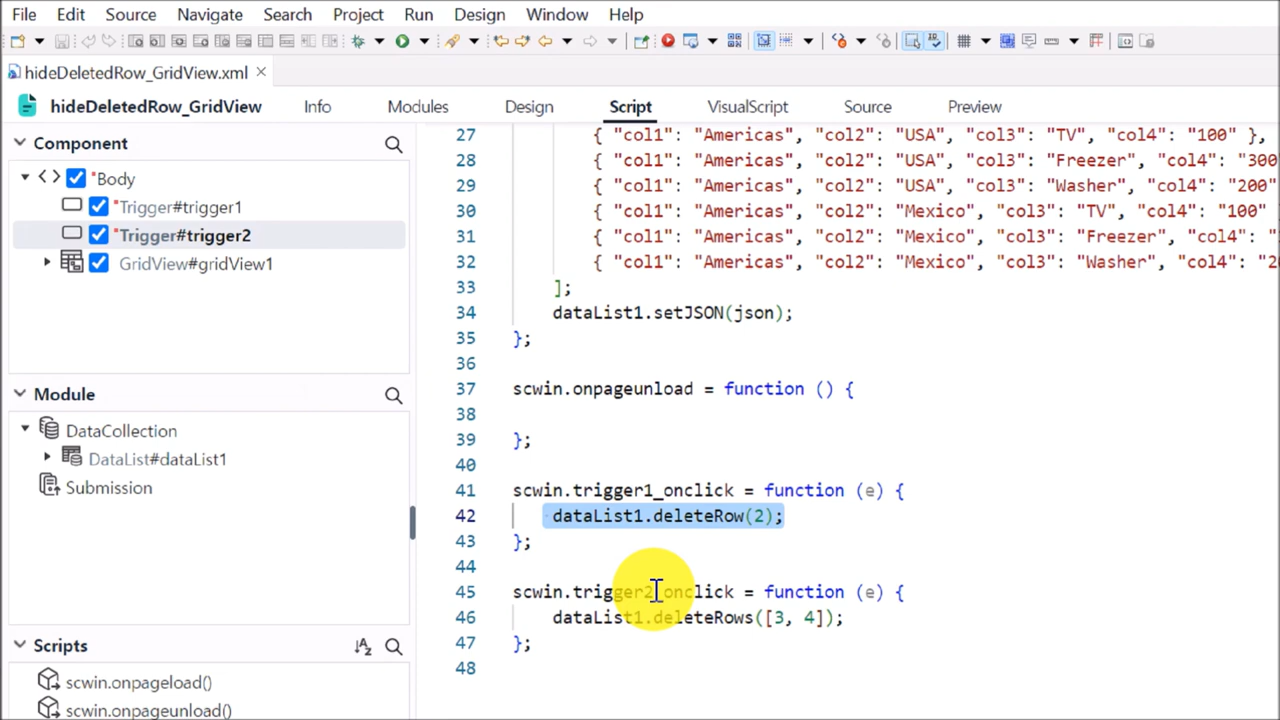 File Edit Source Navigate Search Project Run Design Window Help
hideDeletedRow_GridView.xml
hideDeletedRow_GridView Info Modules Design Script VisualScript Source Preview
Component
*Body
*Trigger#trigger1
*Trigger#trigger2
GridView#gridView1
Module
DataCollection
DataList#dataList1
Submission
Scripts
scwin.onpageload()
scwin.onpageunload()
27 { "col1": "Americas", "col2": "USA", "col3": "TV", "col4": "100" },
28 { "col1": "Americas", "col2": "USA", "col3": "Freezer", "col4": "300
29 { "col1": "Americas", "col2": "USA", "col3": "Washer", "col4": "200"
30 { "col1": "Americas", "col2": "Mexico", "col3": "TV", "col4": "100"
31 { "col1": "Americas", "col2": "Mexico", "col3": "Freezer", "col4": "
32 { "col1": "Americas", "col2": "Mexico", "col3": "Washer", "col4": "2
33 ];
34 dataList1.setJSON(json);
35 };
36
37 scwin.onpageunload = function () {
38
39 };
40
41 scwin.trigger1_onclick = function (e) {
42 dataList1.deleteRow(2);
43 };
44
45 scwin.trigger2_onclick = function (e) {
46 dataList1.deleteRows([3, 4]);
47 };
48